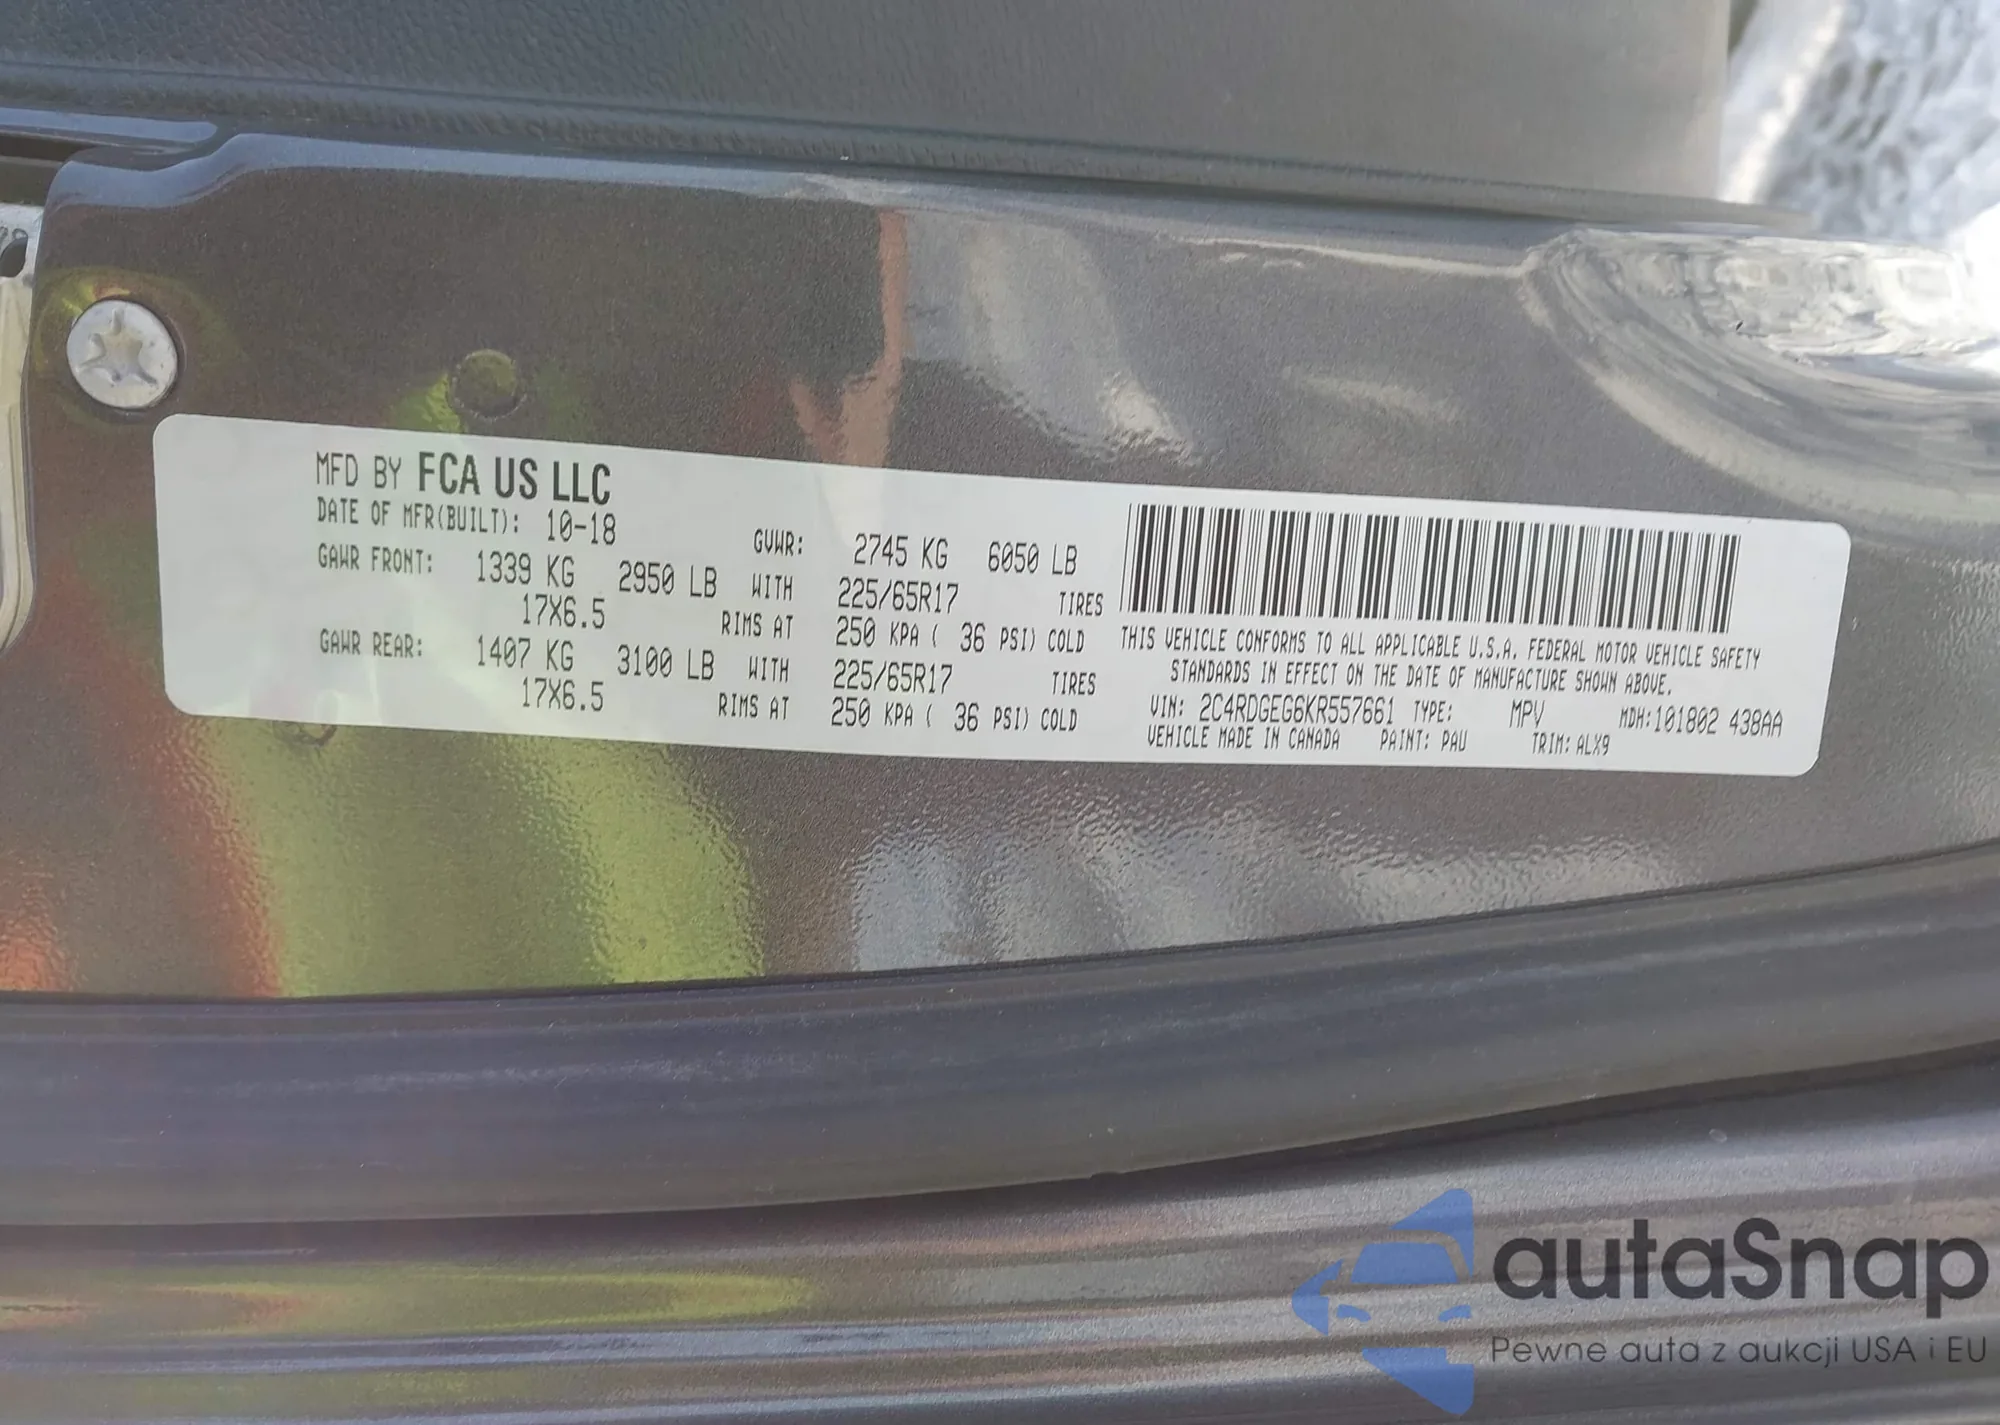 MFD BY FCA US LLC
DATE OF MFR(BUILT): 10-18 GVWR: 2745 KG 6050 LB
GAWR FRONT: 1339 KG 2950 LB WITH 225/65R17 TIRES
17X6.5 RIMS AT 250 KPA ( 36 PSI) COLD
GAWR REAR: 1407 KG 3100 LB WITH 225/65R17 TIRES
17X6.5 RIMS AT 250 KPA ( 36 PSI) COLD
THIS VEHICLE CONFORMS TO ALL APPLICABLE U.S.A. FEDERAL MOTOR VEHICLE SAFETY
STANDARDS IN EFFECT ON THE DATE OF MANUFACTURE SHOWN ABOVE.
VIN: 2C4RDGEG6KR557661 TYPE: MPV MDH:101802 438AA
VEHICLE MADE IN CANADA PAINT: PAU TRIM: ALX9
autaSnap
Pewne auta z aukcji USA i EU